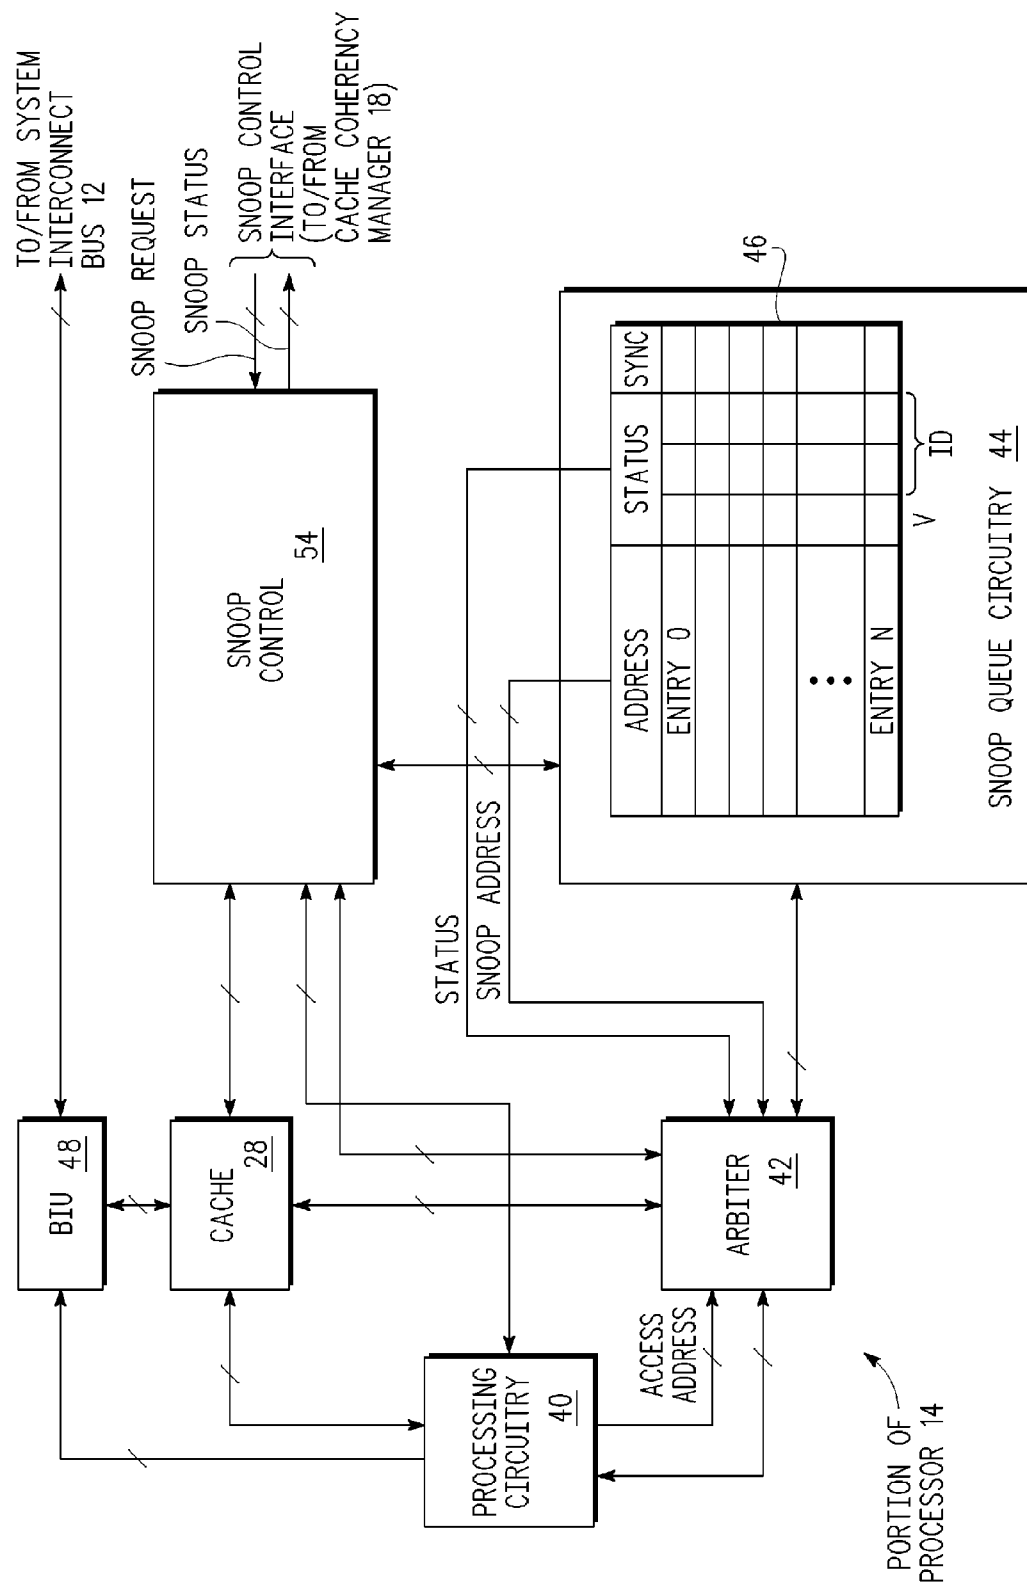 TO/FROM SYSTEM
INTERCONNECT
BUS 12
SNOOP REQUEST
SNOOP STATUS
SNOOP CONTROL
INTERFACE
(TO/FROM
CACHE COHERENCY
MANAGER 18)
BIU 48
CACHE
28
SNOOP
CONTROL
54
PROCESSING
CIRCUITRY
40
ACCESS
ADDRESS
ARBITER
42
STATUS
SNOOP ADDRESS
46
ADDRESS STATUS SYNC
ENTRY 0
ENTRY N
V ID
SNOOP QUEUE CIRCUITRY 44
PORTION OF
PROCESSOR 14